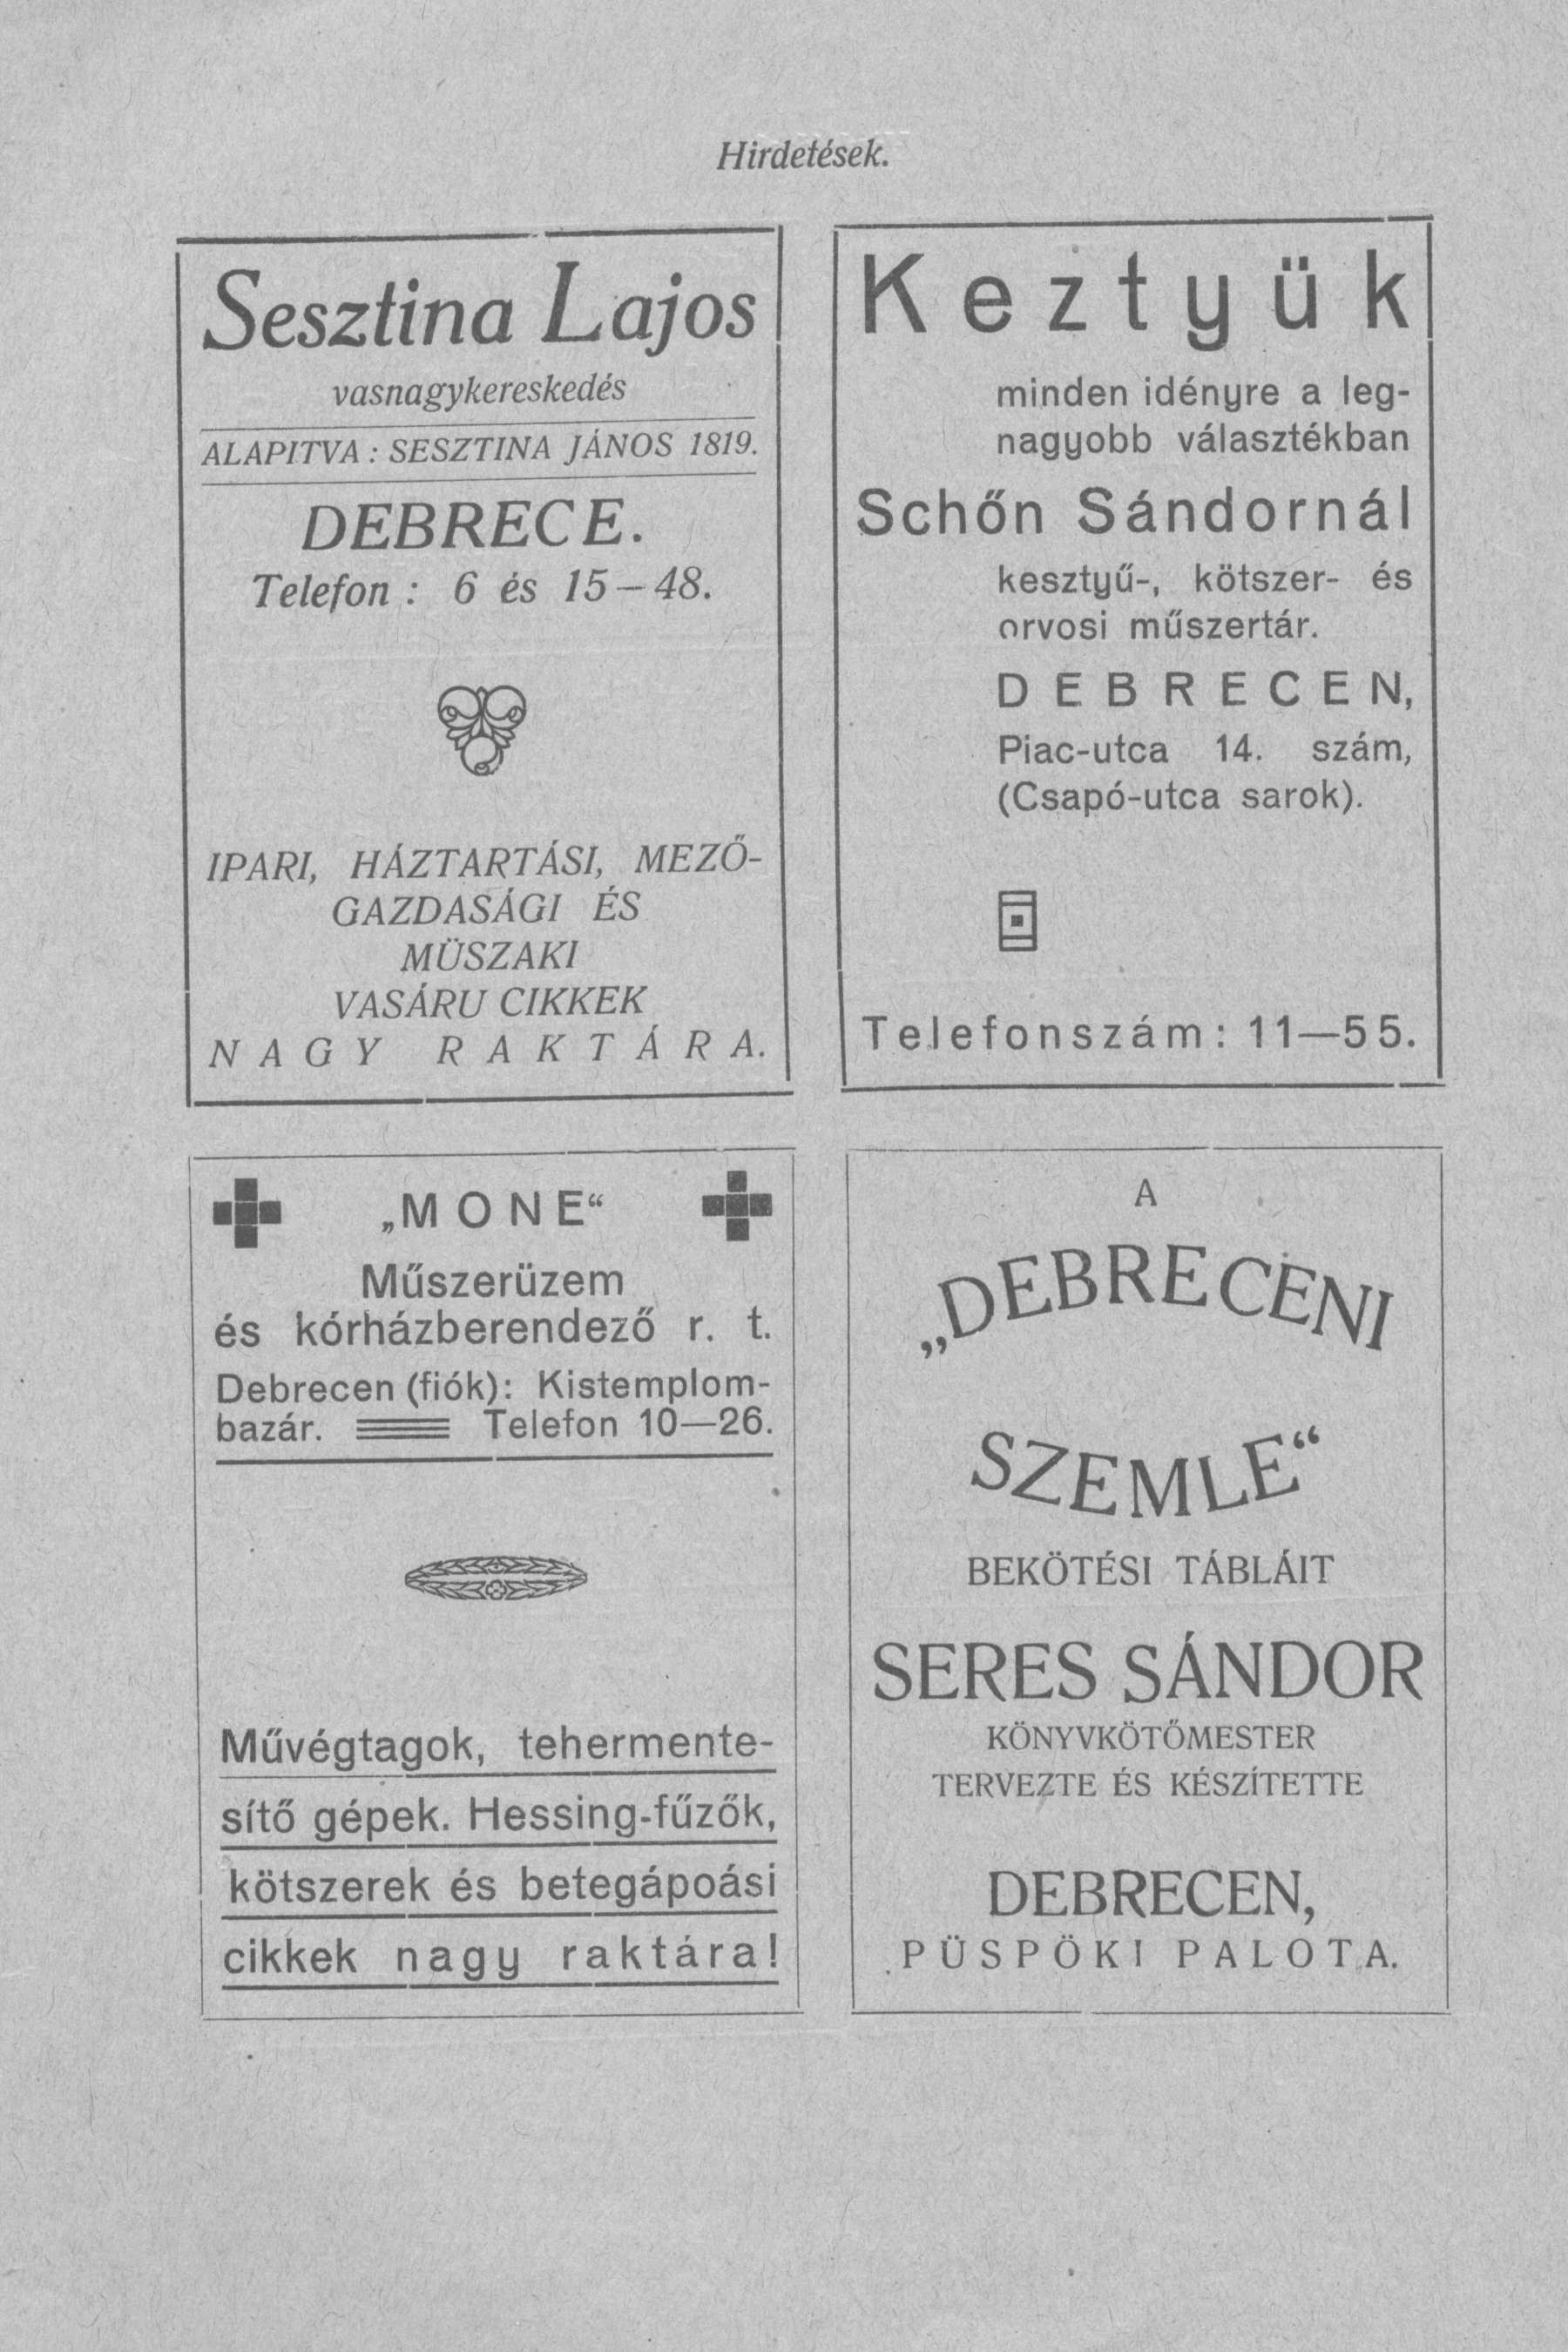 Hirdetések.
Sesztina Lajos
vasnagykereskedés
ALAPITVA : SESZTINA JÁNOS 1819.
DEBRECE.
Telefon : 6 és 15–48.
IPARI, HÁZTARTÁSI, MEZŐ-
GAZDASÁGI ÉS
MÜSZAKI
VASÁRU CIKKEK
NAGY RAKTÁRA.
Keztyük
minden idényre a leg-
nagyobb választékban
Schőn Sándornál
kesztyű-, kötszer- és
orvosi műszertár.
DEBRECEN,
Piac-utca 14. szám,
(Csapó-utca sarok).
Telefonszám: 11—55.
„MONE“
Műszerüzem
és kórházberendező r. t.
Debrecen (fiók): Kistemplom-
bazár. Telefon 10—26.
Művégtagok, tehermente-
sítő gépek. Hessing-fűzők,
kötszerek és betegápoási
cikkek nagy raktára!
A
„DEBRECENI
SZEMLE“
BEKÖTÉSI TÁBLÁIT
SERES SÁNDOR
KÖNYVKÖTŐMESTER
TERVEZTE ÉS KÉSZÍTETTE
DEBRECEN,
PÜSPÖKI PALOTA.